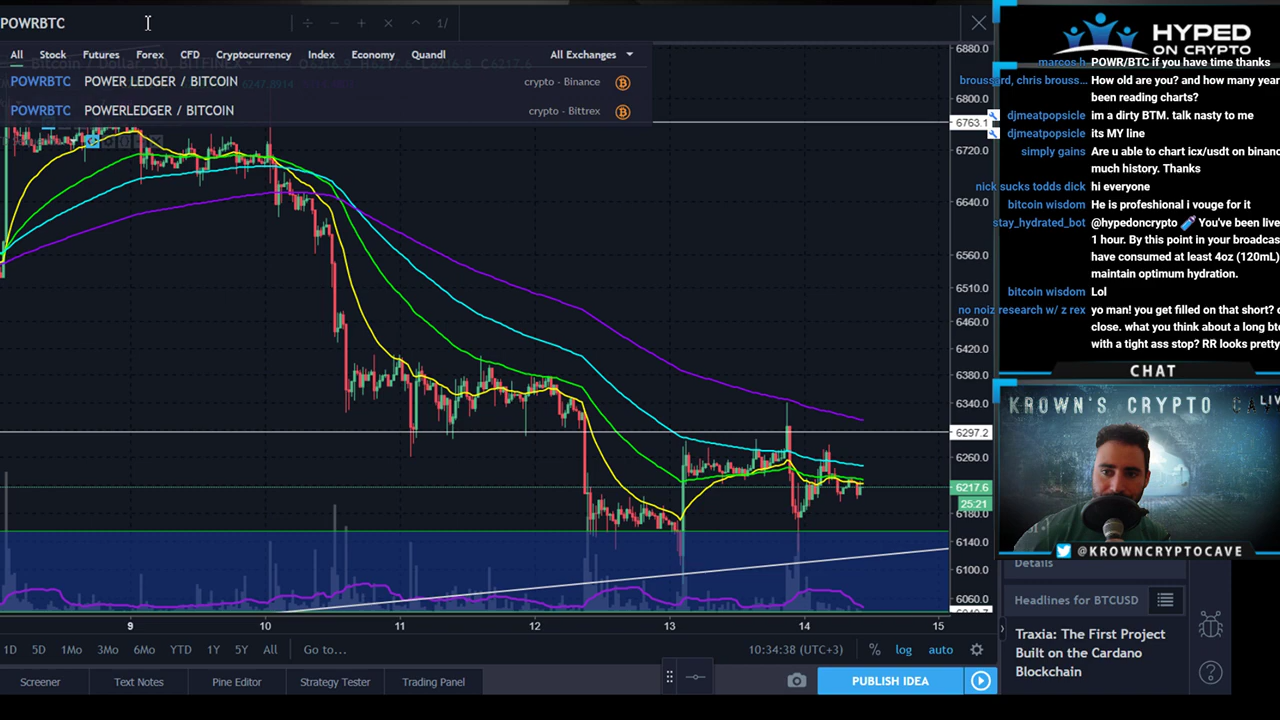 POWRBTC
1/
All Stock Futures Forex CFD Cryptocurrency Index Economy Quandl All Exchanges
POWRBTC POWER LEDGER / BITCOIN crypto - Binance
POWRBTC POWERLEDGER / BITCOIN crypto - Bittrex
6880.0
6800.0
6763.1
6720.0
6640.0
6560.0
6510.0
6460.0
6420.0
6380.0
6340.0
6297.2
6260.0
6217.6
25:21
6180.0
6140.0
6100.0
6060.0
9 10 11 12 13 14 15
1D 5D 1Mo 3Mo 6Mo YTD 1Y 5Y All Go to... 10:34:38 (UTC+3) % log auto
Screener Text Notes Pine Editor Strategy Tester Trading Panel PUBLISH IDEA
HYPED
ON CRYPTO
marcos h POWR/BTC if you have time thanks
broussard, chris brouss... How old are you? and how many year
been reading charts?
djmeatpopsicle im a dirty BTM. talk nasty to me
djmeatpopsicle its MY line
simply gains Are u able to chart icx/usdt on binanc
much history. Thanks
nick sucks todds dick hi everyone
bitcoin wisdom He is profeshional i vouge for it
stay_hydrated_bot @hypedoncrypto You've been live
1 hour. By this point in your broadcas
have consumed at least 4oz (120mL)
maintain optimum hydration.
bitcoin wisdom Lol
no noiz research w/ z rex yo man! you get filled on that short?
close. what you think about a long bt
with a tight ass stop? RR looks pretty
CHAT
KROWN'S CRYPTO CAVE
LIV
@KROWNCRYPTOCAVE
Details
Headlines for BTCUSD
Traxia: The First Project
Built on the Cardano
Blockchain